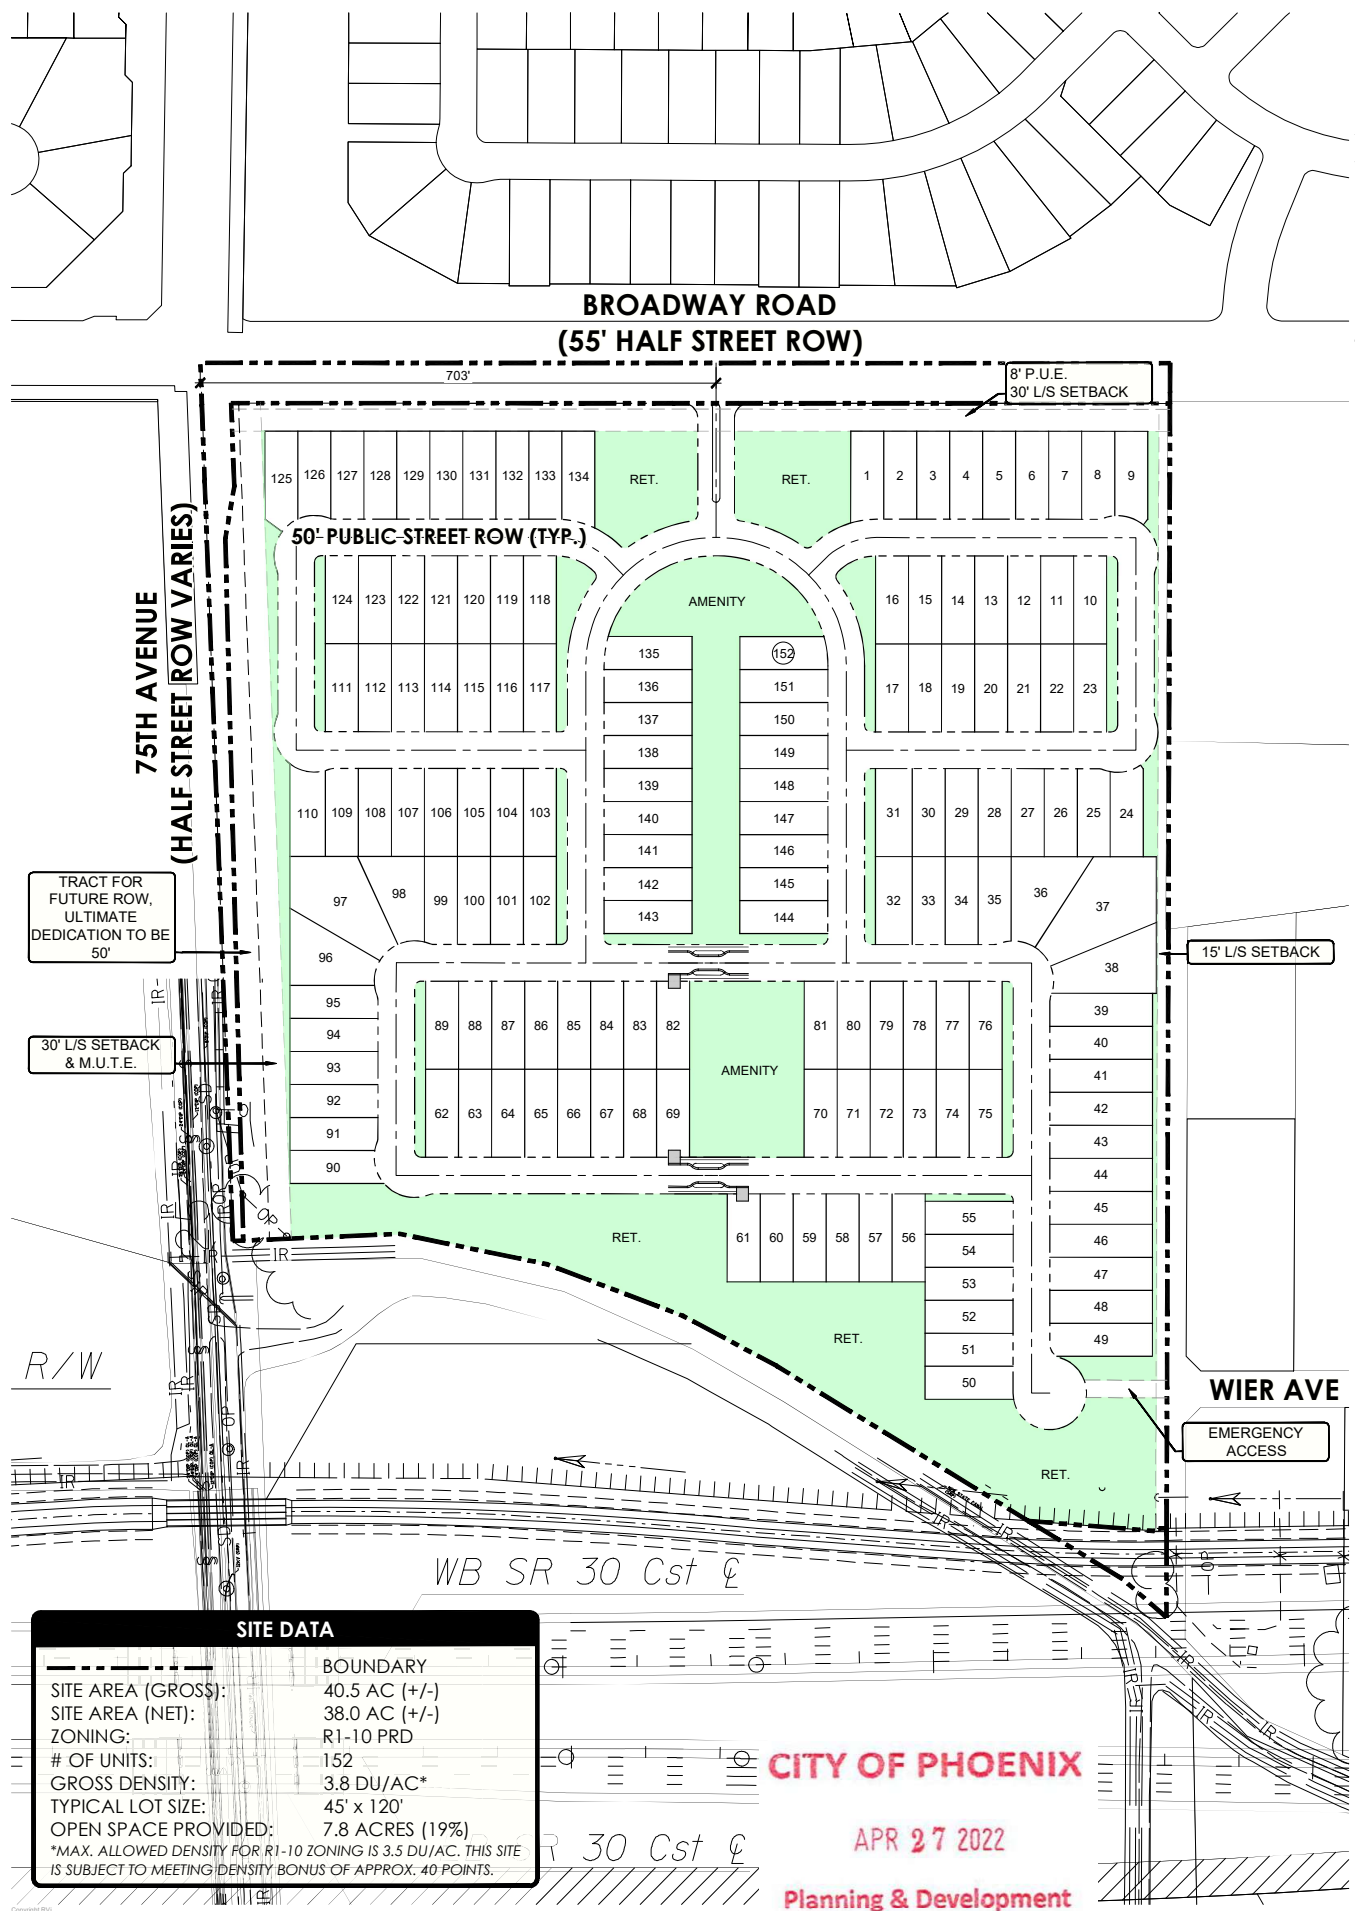 BROADWAY ROAD
(55' HALF STREET ROW)
703'
8' P.U.E.
30' L/S SETBACK
125 126 127 128 129 130 131 132 133 134
RET.
RET.
1 2 3 4 5 6 7 8 9
50' PUBLIC STREET ROW (TYP.)
75TH AVENUE
(HALF STREET ROW VARIES)
124 123 122 121 120 119 118
AMENITY
16 15 14 13 12 11 10
111 112 113 114 115 116 117
17 18 19 20 21 22 23
135
136
137
138
139
140
141
142
143
152
151
150
149
148
147
146
145
144
110 109 108 107 106 105 104 103
31 30 29 28 27 26 25 24
97 98 99 100 101 102
32 33 34 35 36 37
TRACT FOR
FUTURE ROW,
ULTIMATE
DEDICATION TO BE
50'
15' L/S SETBACK
96
95
94
93
92
91
90
38
39
40
41
42
43
44
45
46
47
48
49
30' L/S SETBACK
& M.U.T.E.
89 88 87 86 85 84 83 82
81 80 79 78 77 76
AMENITY
62 63 64 65 66 67 68 69
70 71 72 73 74 75
RET.
61 60 59 58 57 56
55
54
53
52
51
50
RET.
RET.
WIER AVE
EMERGENCY
ACCESS
R/W
IR
IR
IR
IR
OP
OP
SD
WB SR 30 Cst ℄
SR 30 Cst ℄
SITE DATA
BOUNDARY
SITE AREA (GROSS): 40.5 AC (+/-)
SITE AREA (NET): 38.0 AC (+/-)
ZONING: R1-10 PRD
# OF UNITS: 152
GROSS DENSITY: 3.8 DU/AC*
TYPICAL LOT SIZE: 45' x 120'
OPEN SPACE PROVIDED: 7.8 ACRES (19%)
*MAX. ALLOWED DENSITY FOR R1-10 ZONING IS 3.5 DU/AC. THIS SITE
IS SUBJECT TO MEETING DENSITY BONUS OF APPROX. 40 POINTS.
CITY OF PHOENIX
APR 27 2022
Planning & Development